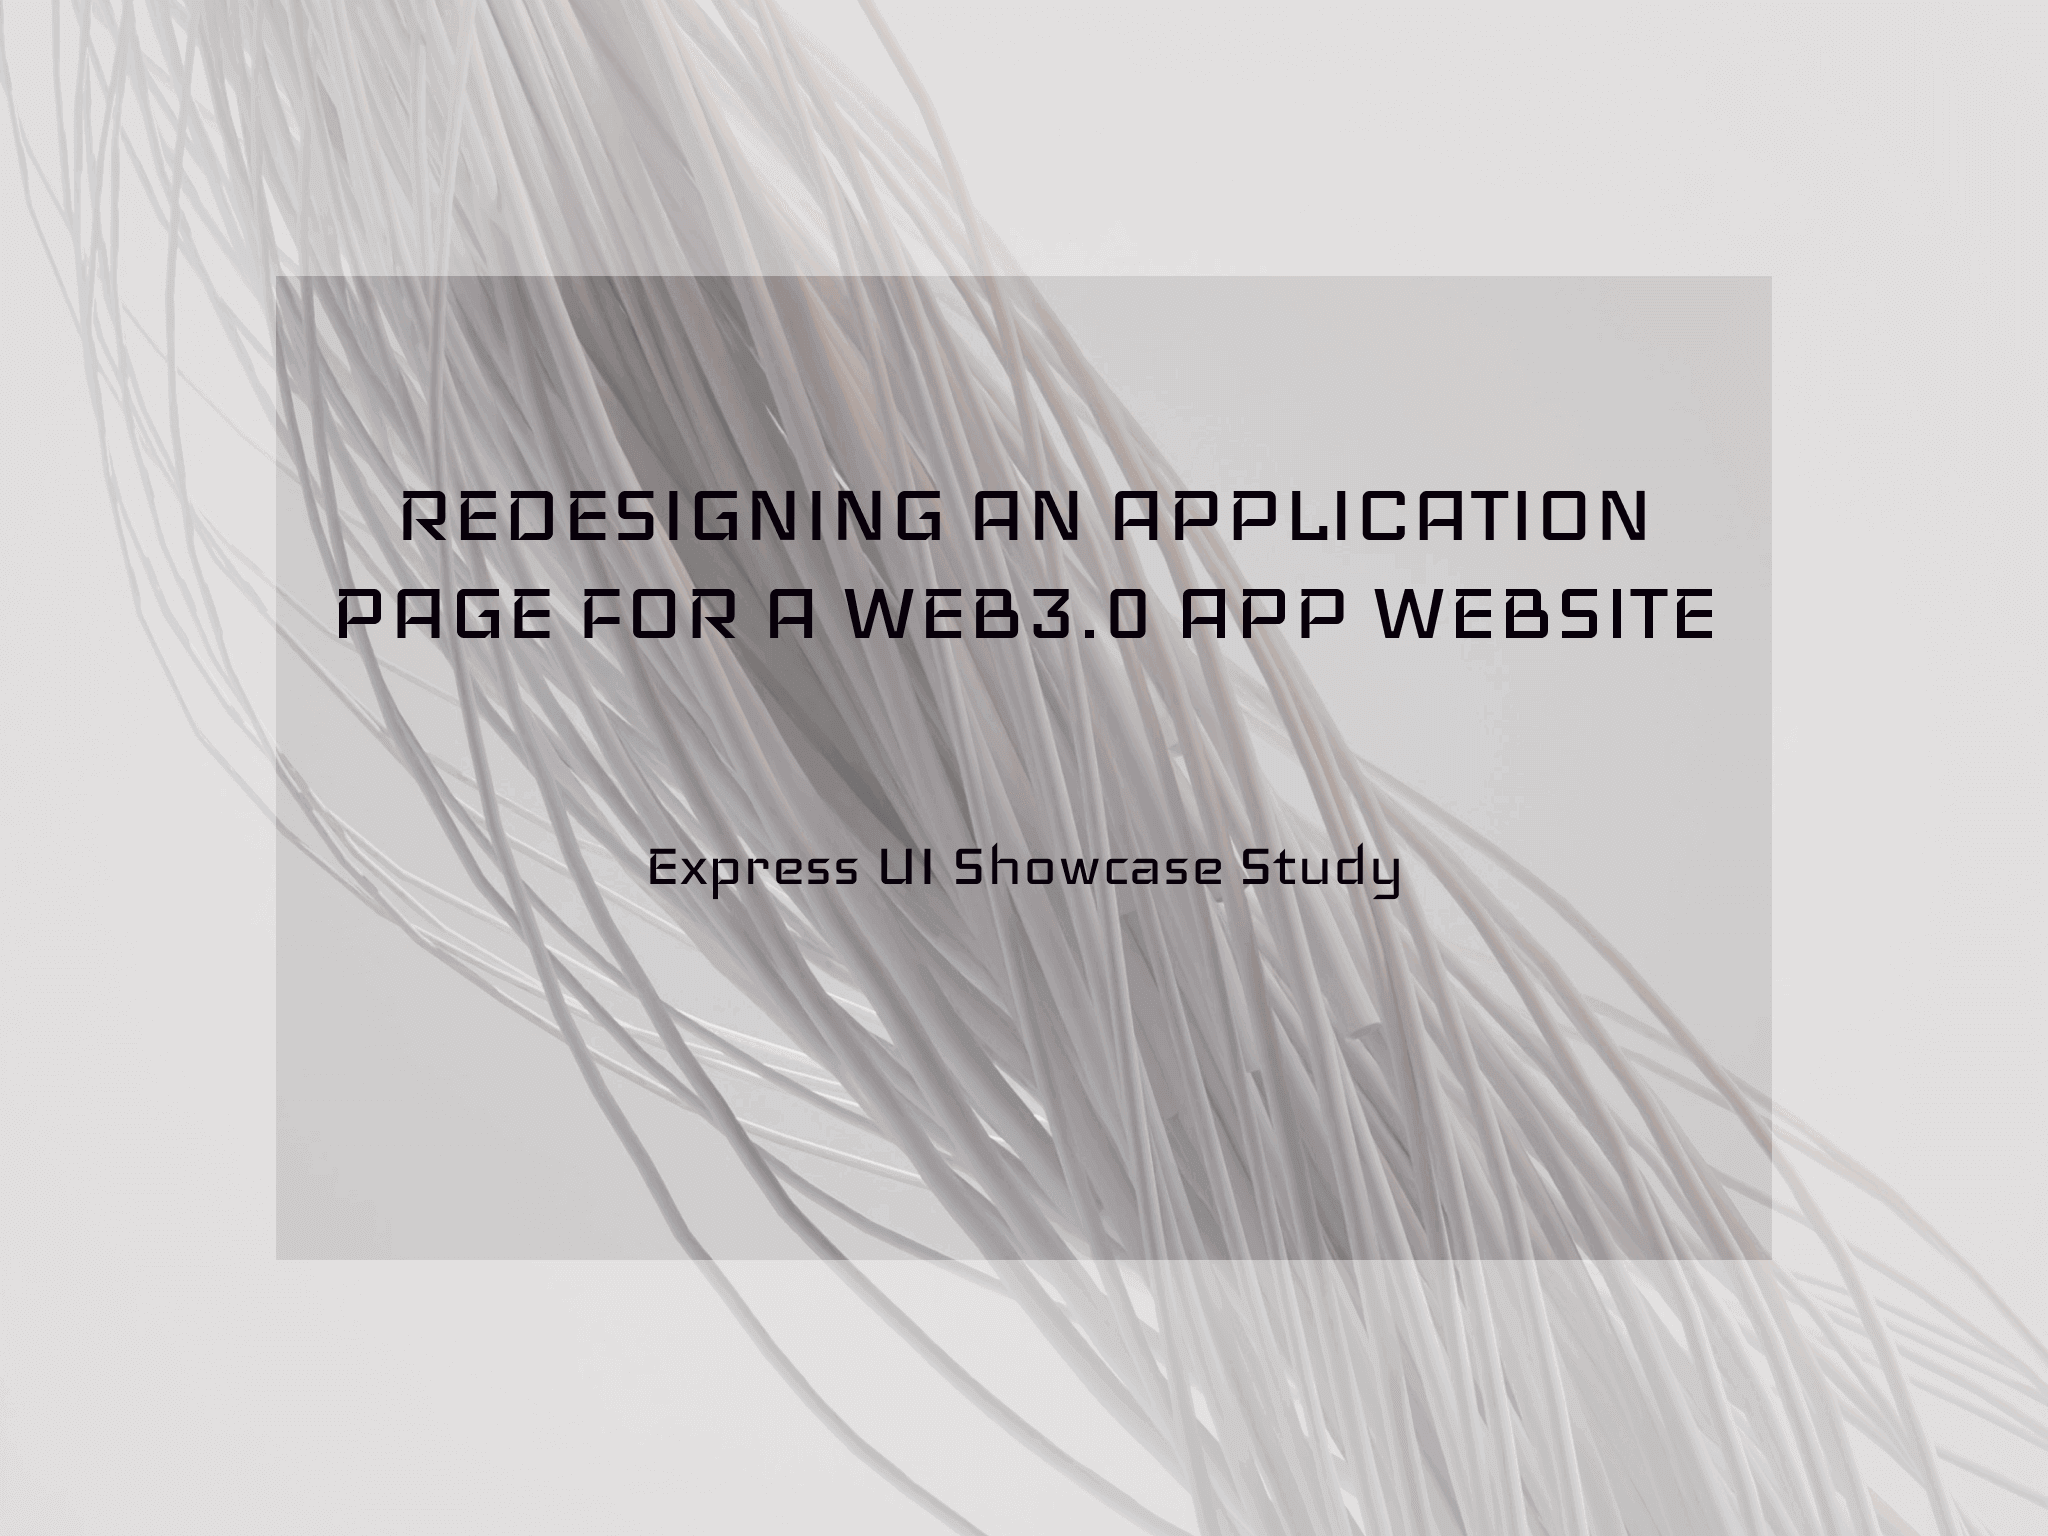 REDESIGNING AN APPLICATION
PAGE FOR A WEB3.0 APP WEBSITE
Express UI Showcase Study